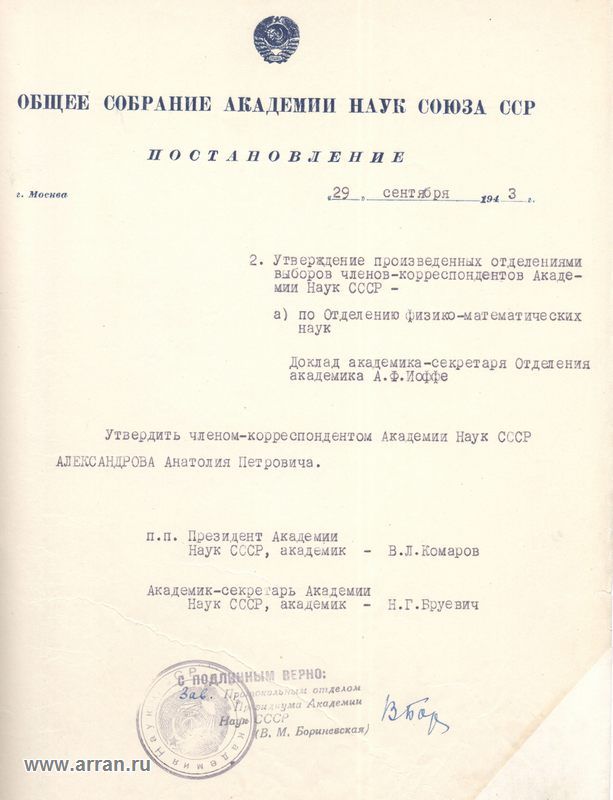 ОБЩЕЕ СОБРАНИЕ АКАДЕМИИ НАУК СОЮЗА ССР
ПОСТАНОВЛЕНИЕ
г. Москва
„29„ сентября 1943 г.
2. Утверждение произведенных отделениями
выборов членов-корреспондентов Акаде-
мии Наук СССР -
а) по Отделению физико-математических
наук
Доклад академика-секретаря Отделения
академика А.Ф.Иоффе
Утвердить членом-корреспондентом Академии Наук СССР
АЛЕКСАНДРОВА Анатолия Петровича.
п.п. Президент Академии
Наук СССР, академик - В.Л.Комаров
Академик-секретарь Академии
Наук СССР, академик - Н.Г.Бруевич
С ПОДЛИННЫМ ВЕРНО:
Зав. Протокольным отделом
Президиума Академии
Наук СССР
(В. М. Бориневская)
www.arran.ru